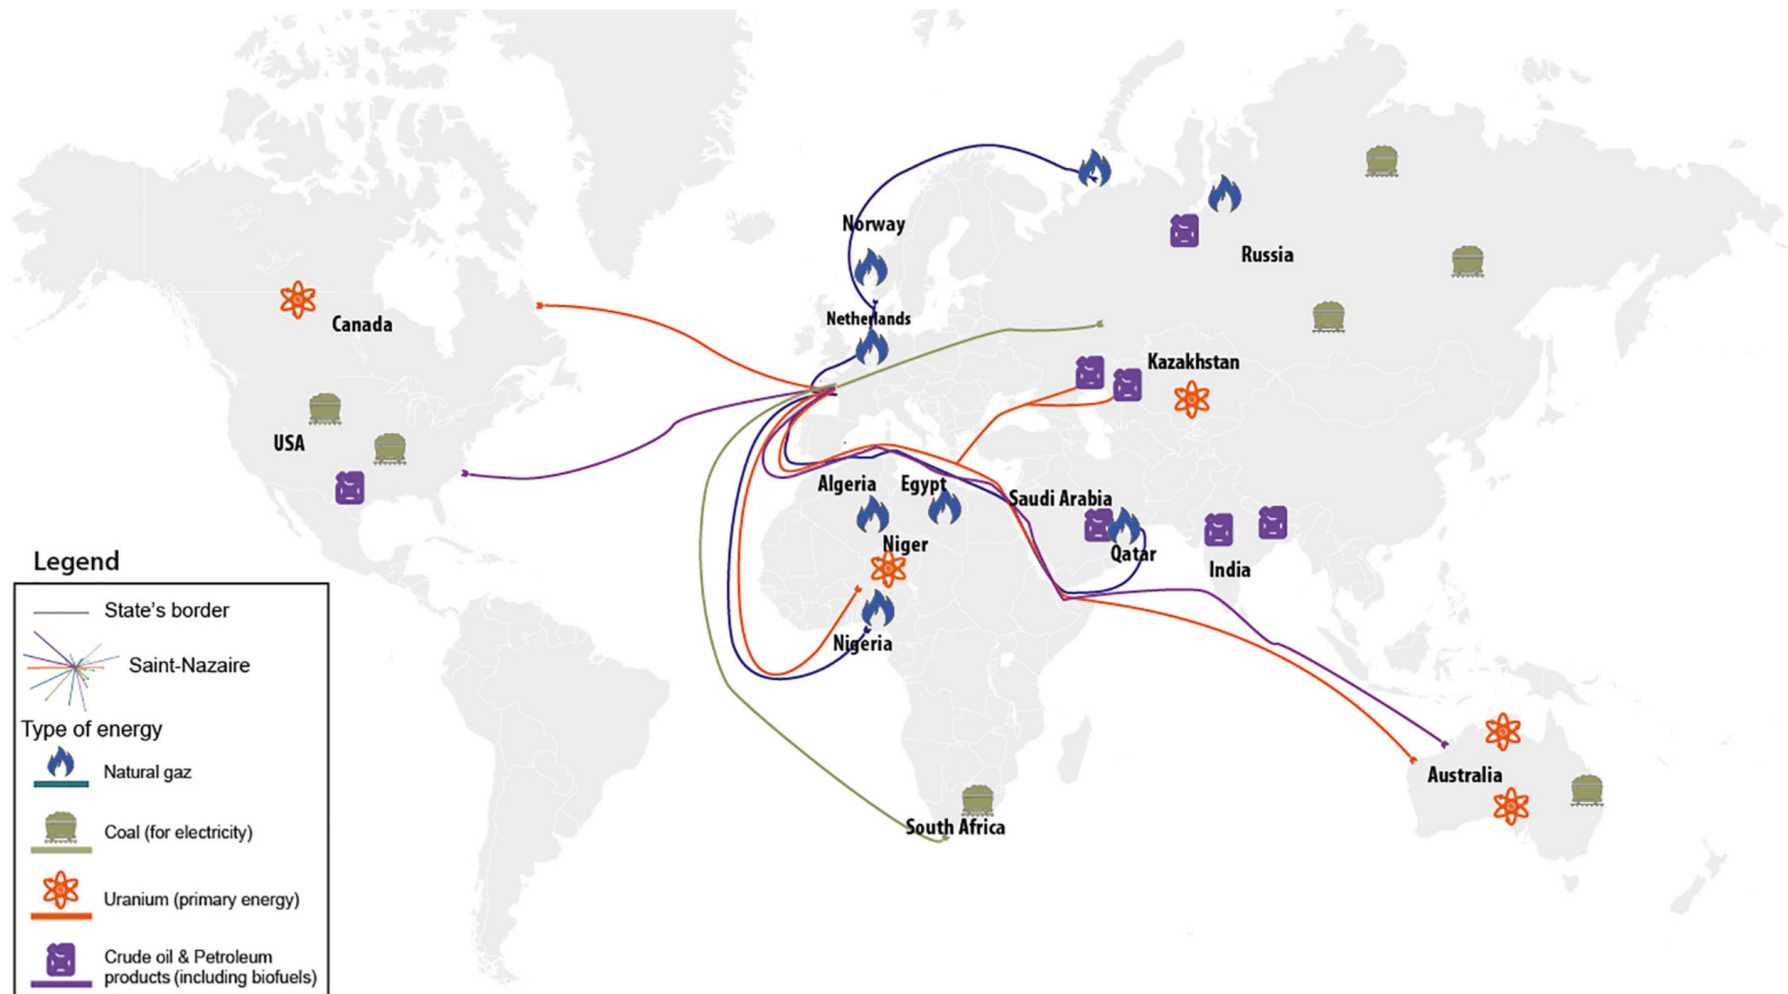 Norway
Russia
Netherlands
Canada
Kazakhstan
USA
Algeria
Egypt
Saudi Arabia
Niger
Qatar
India
Nigeria
Australia
South Africa
Legend
State's border
Saint-Nazaire
Type of energy
Natural gaz
Coal (for electricity)
Uranium (primary energy)
Crude oil & Petroleum
products (including biofuels)